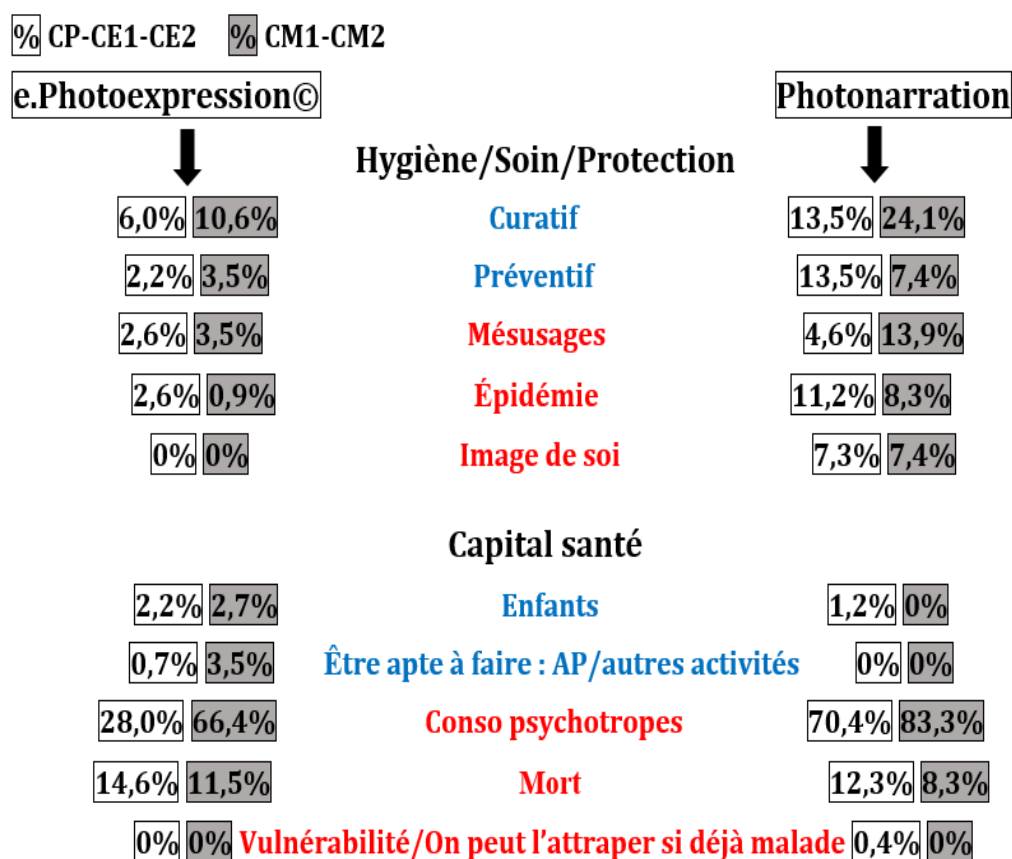 % CP-CE1-CE2 % CM1-CM2
e.Photoexpression© Photonarration
Hygiène/Soin/Protection
6,0% 10,6% Curatif 13,5% 24,1%
2,2% 3,5% Préventif 13,5% 7,4%
2,6% 3,5% Mésusages 4,6% 13,9%
2,6% 0,9% Épidémie 11,2% 8,3%
0% 0% Image de soi 7,3% 7,4%
Capital santé
2,2% 2,7% Enfants 1,2% 0%
0,7% 3,5% Être apte à faire : AP/autres activités 0% 0%
28,0% 66,4% Conso psychotropes 70,4% 83,3%
14,6% 11,5% Mort 12,3% 8,3%
0% 0% Vulnérabilité/On peut l’attraper si déjà malade 0,4% 0%